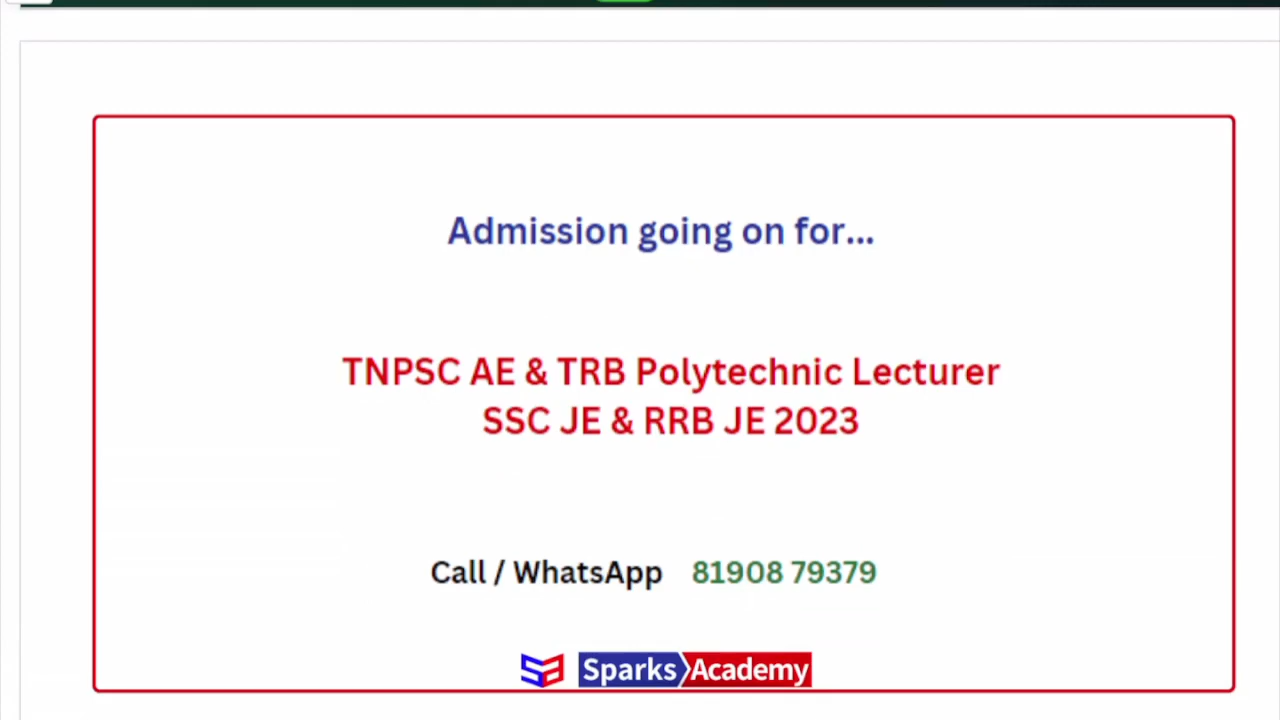 Admission going on for...
TNPSC AE & TRB Polytechnic Lecturer
SSC JE & RRB JE 2023
Call / WhatsApp 81908 79379
Sparks Academy